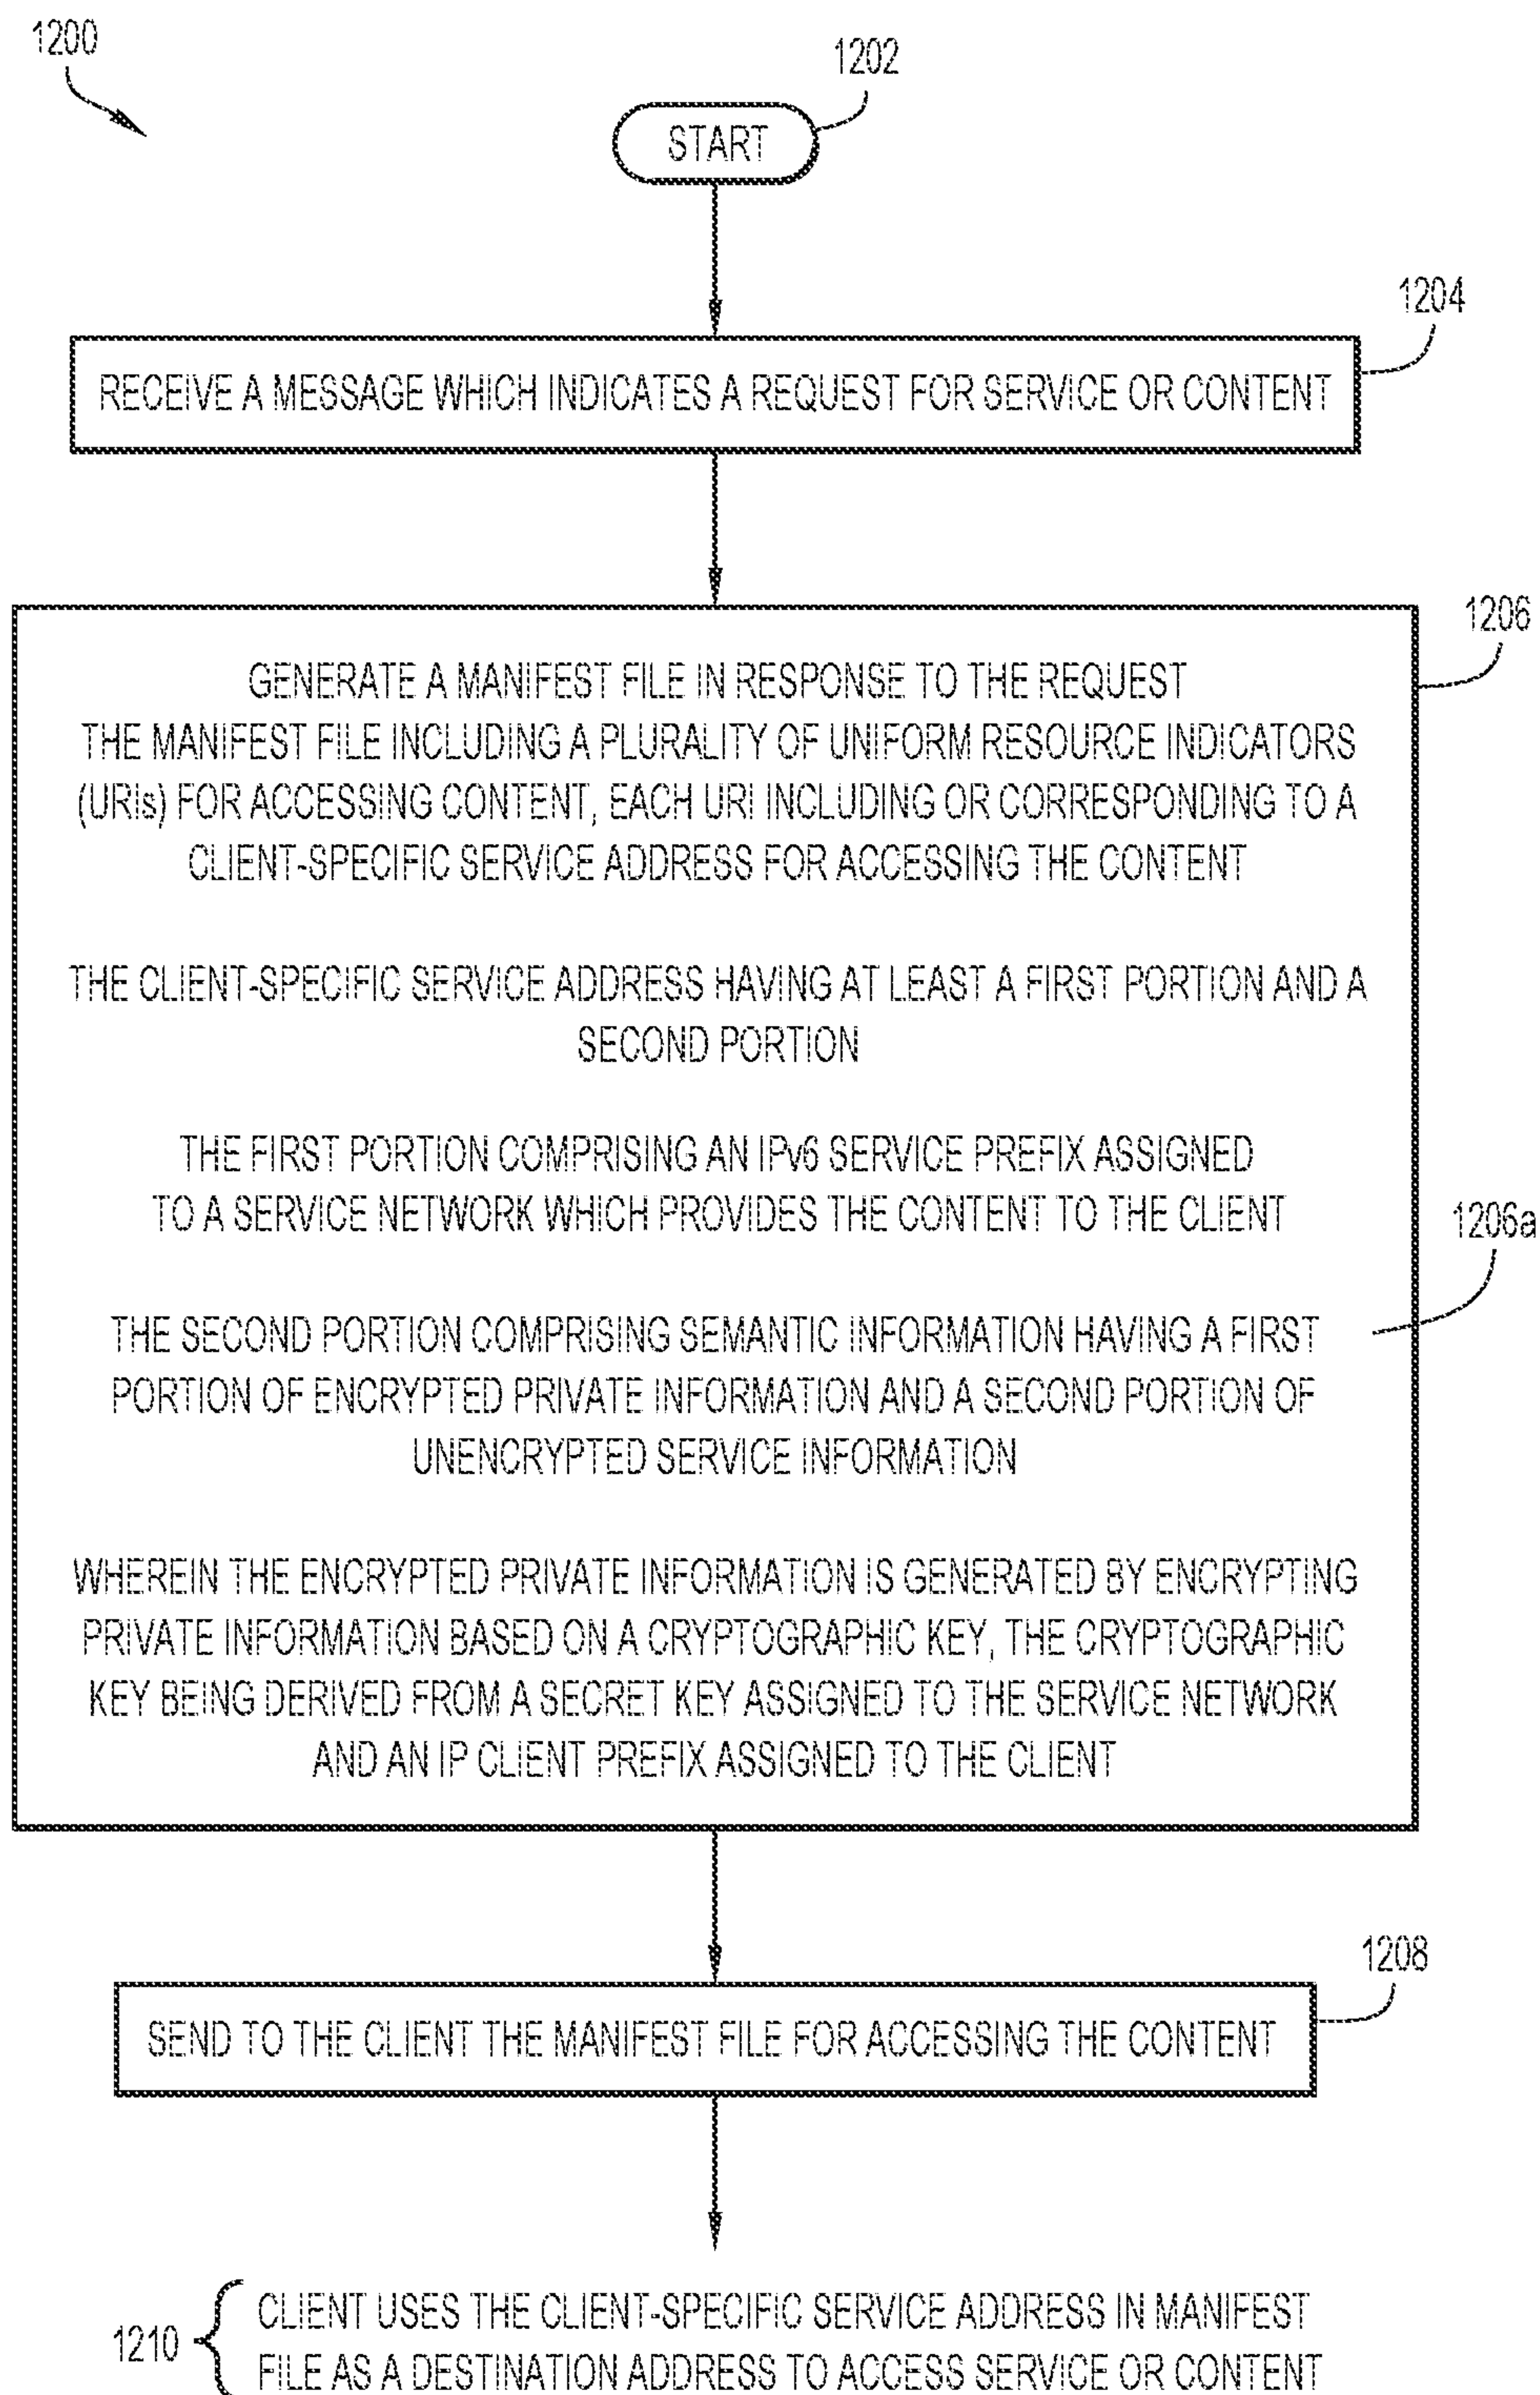 1200
1202
START
1204
RECEIVE A MESSAGE WHICH INDICATES A REQUEST FOR SERVICE OR CONTENT
1206
GENERATE A MANIFEST FILE IN RESPONSE TO THE REQUEST
THE MANIFEST FILE INCLUDING A PLURALITY OF UNIFORM RESOURCE INDICATORS
(URIs) FOR ACCESSING CONTENT, EACH URI INCLUDING OR CORRESPONDING TO A
CLIENT-SPECIFIC SERVICE ADDRESS FOR ACCESSING THE CONTENT
THE CLIENT-SPECIFIC SERVICE ADDRESS HAVING AT LEAST A FIRST PORTION AND A
SECOND PORTION
THE FIRST PORTION COMPRISING AN IPv6 SERVICE PREFIX ASSIGNED
TO A SERVICE NETWORK WHICH PROVIDES THE CONTENT TO THE CLIENT
1206a
THE SECOND PORTION COMPRISING SEMANTIC INFORMATION HAVING A FIRST
PORTION OF ENCRYPTED PRIVATE INFORMATION AND A SECOND PORTION OF
UNENCRYPTED SERVICE INFORMATION
WHEREIN THE ENCRYPTED PRIVATE INFORMATION IS GENERATED BY ENCRYPTING
PRIVATE INFORMATION BASED ON A CRYPTOGRAPHIC KEY, THE CRYPTOGRAPHIC
KEY BEING DERIVED FROM A SECRET KEY ASSIGNED TO THE SERVICE NETWORK
AND AN IP CLIENT PREFIX ASSIGNED TO THE CLIENT
1208
SEND TO THE CLIENT THE MANIFEST FILE FOR ACCESSING THE CONTENT
1210
CLIENT USES THE CLIENT-SPECIFIC SERVICE ADDRESS IN MANIFEST
FILE AS A DESTINATION ADDRESS TO ACCESS SERVICE OR CONTENT